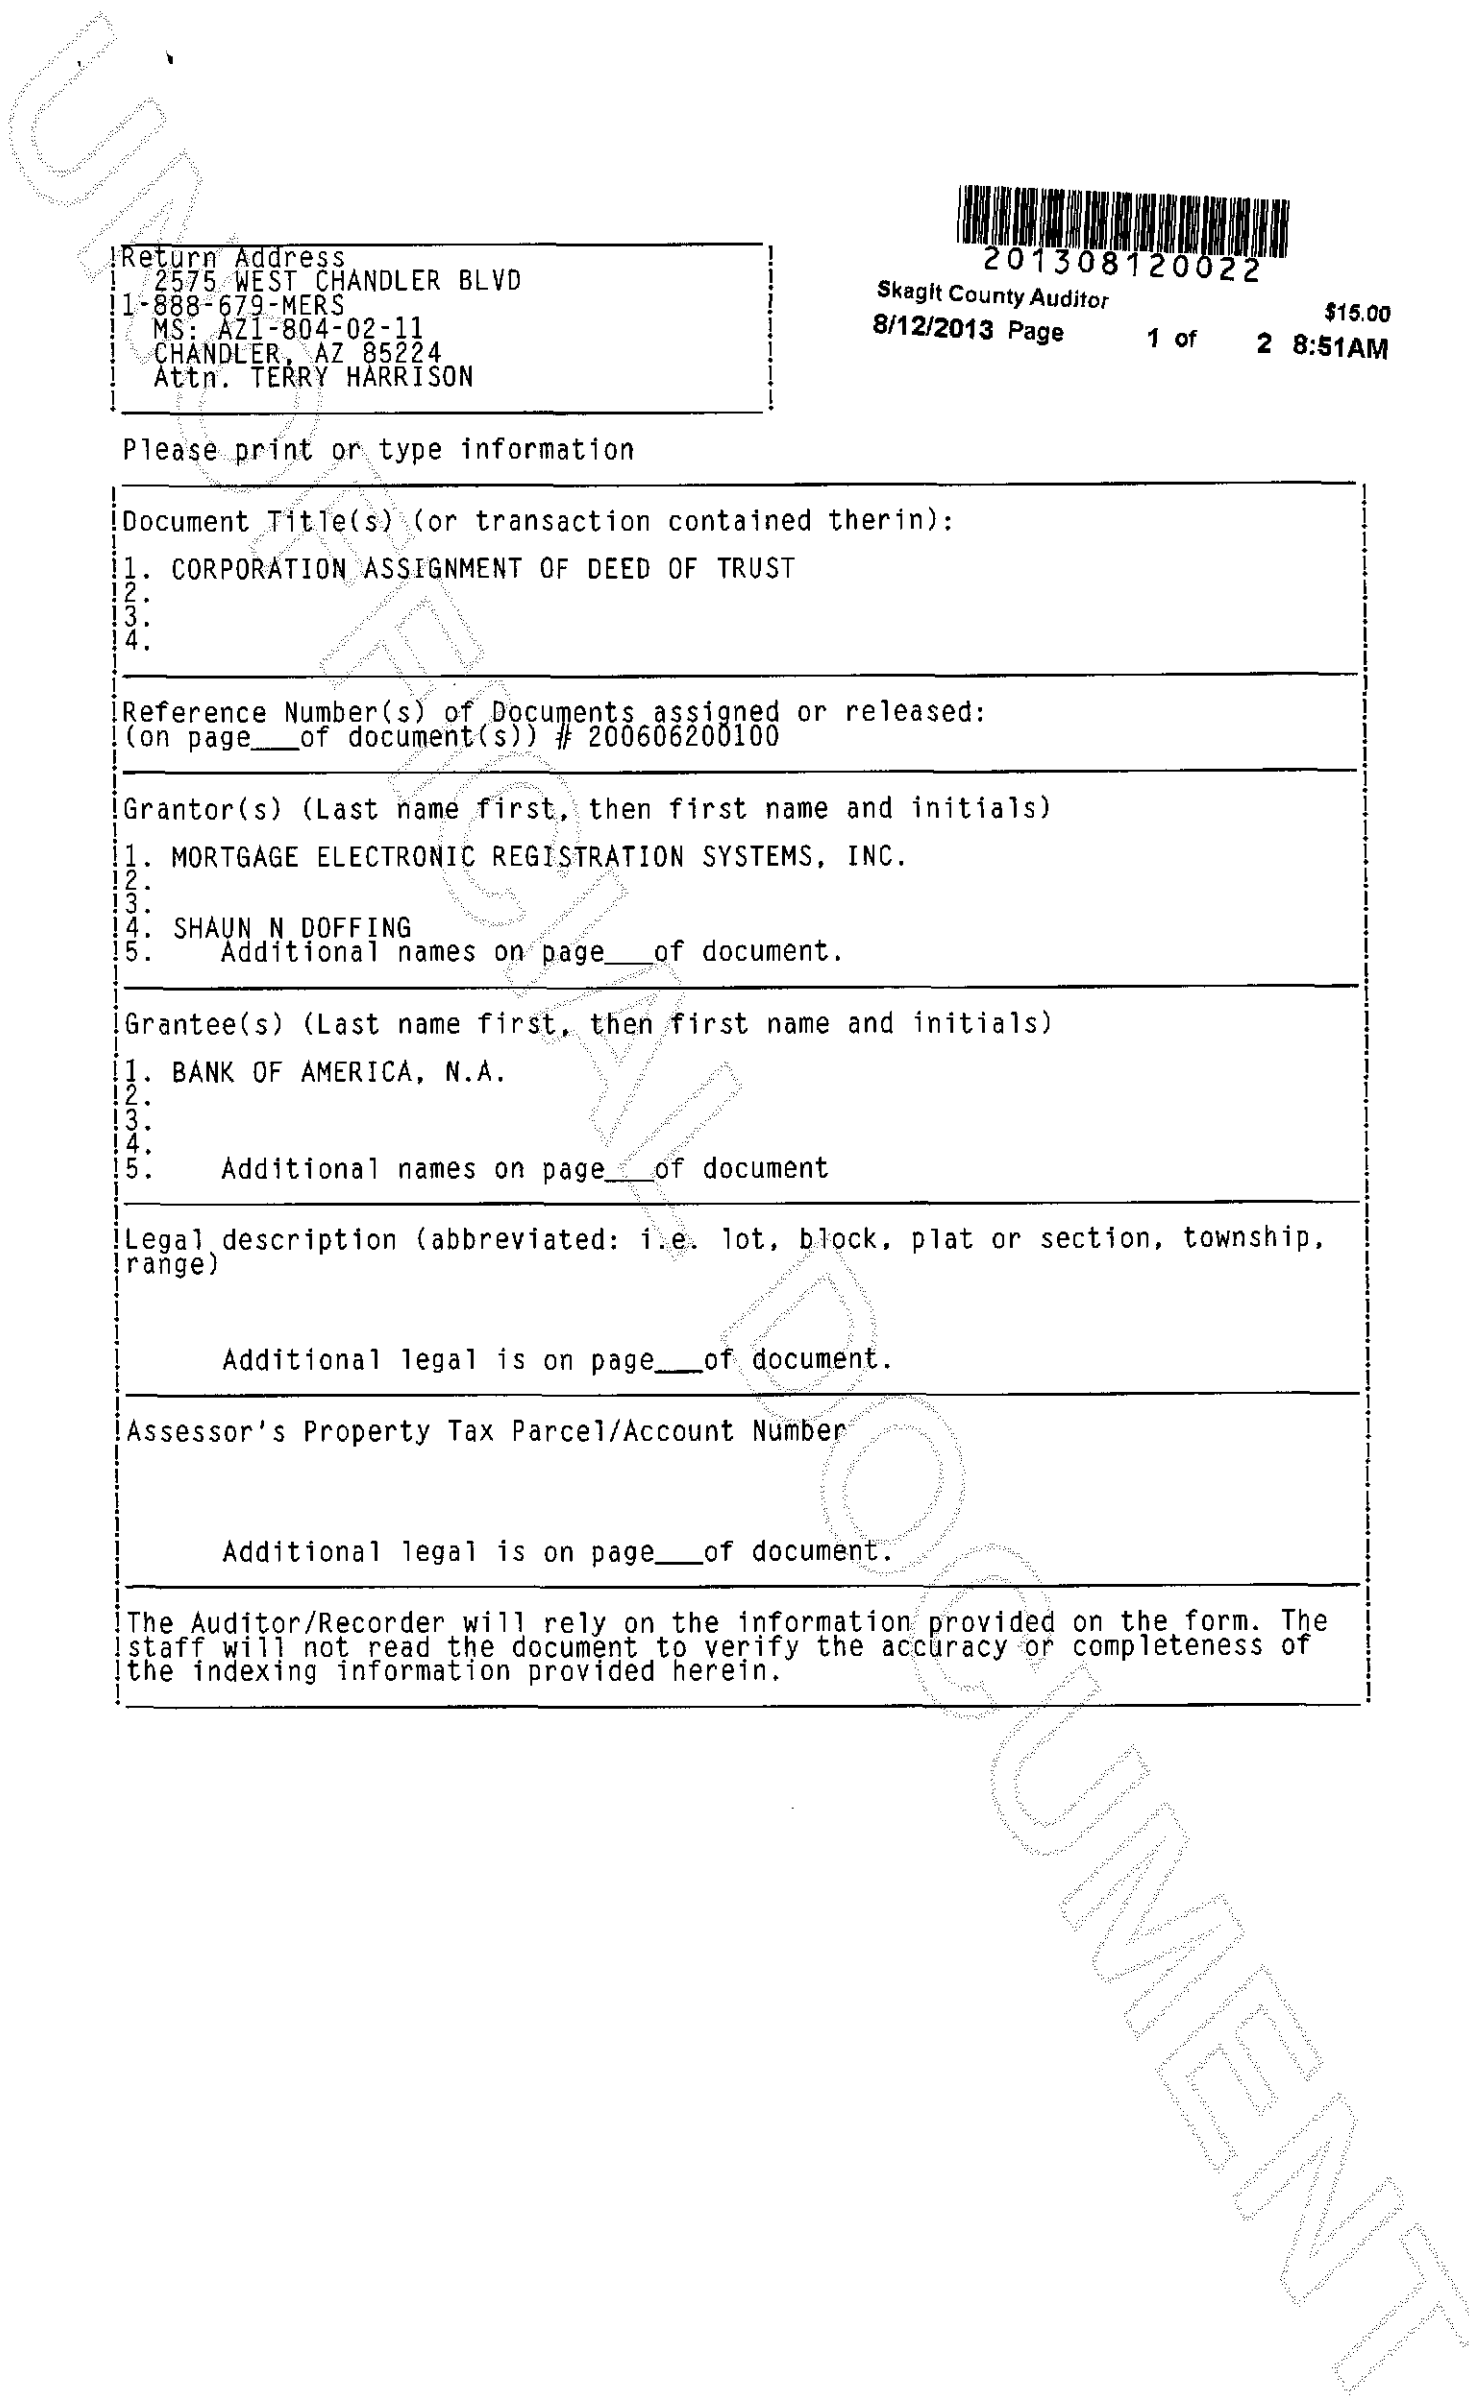 201308120022
Skagit County Auditor $15.00
8/12/2013 Page 1 of 2 8:51AM
Return Address
2575 WEST CHANDLER BLVD
1-888-679-MERS
MS: AZ1-804-02-11
CHANDLER, AZ 85224
Attn. TERRY HARRISON
Please print or type information
Document Title(s) (or transaction contained therin):
1. CORPORATION ASSIGNMENT OF DEED OF TRUST
2.
3.
4.
Reference Number(s) of Documents assigned or released:
(on page___of document(s)) # 200606200100
Grantor(s) (Last name first, then first name and initials)
1. MORTGAGE ELECTRONIC REGISTRATION SYSTEMS, INC.
2.
3.
4. SHAUN N DOFFING
5. Additional names on page___of document.
Grantee(s) (Last name first, then first name and initials)
1. BANK OF AMERICA, N.A.
2.
3.
4.
5. Additional names on page___of document
Legal description (abbreviated: i.e. lot, block, plat or section, township,
range)
Additional legal is on page___of document.
Assessor's Property Tax Parcel/Account Number
Additional legal is on page___of document.
The Auditor/Recorder will rely on the information provided on the form. The
staff will not read the document to verify the accuracy or completeness of
the indexing information provided herein.
UNOFFICIAL DOCUMENT